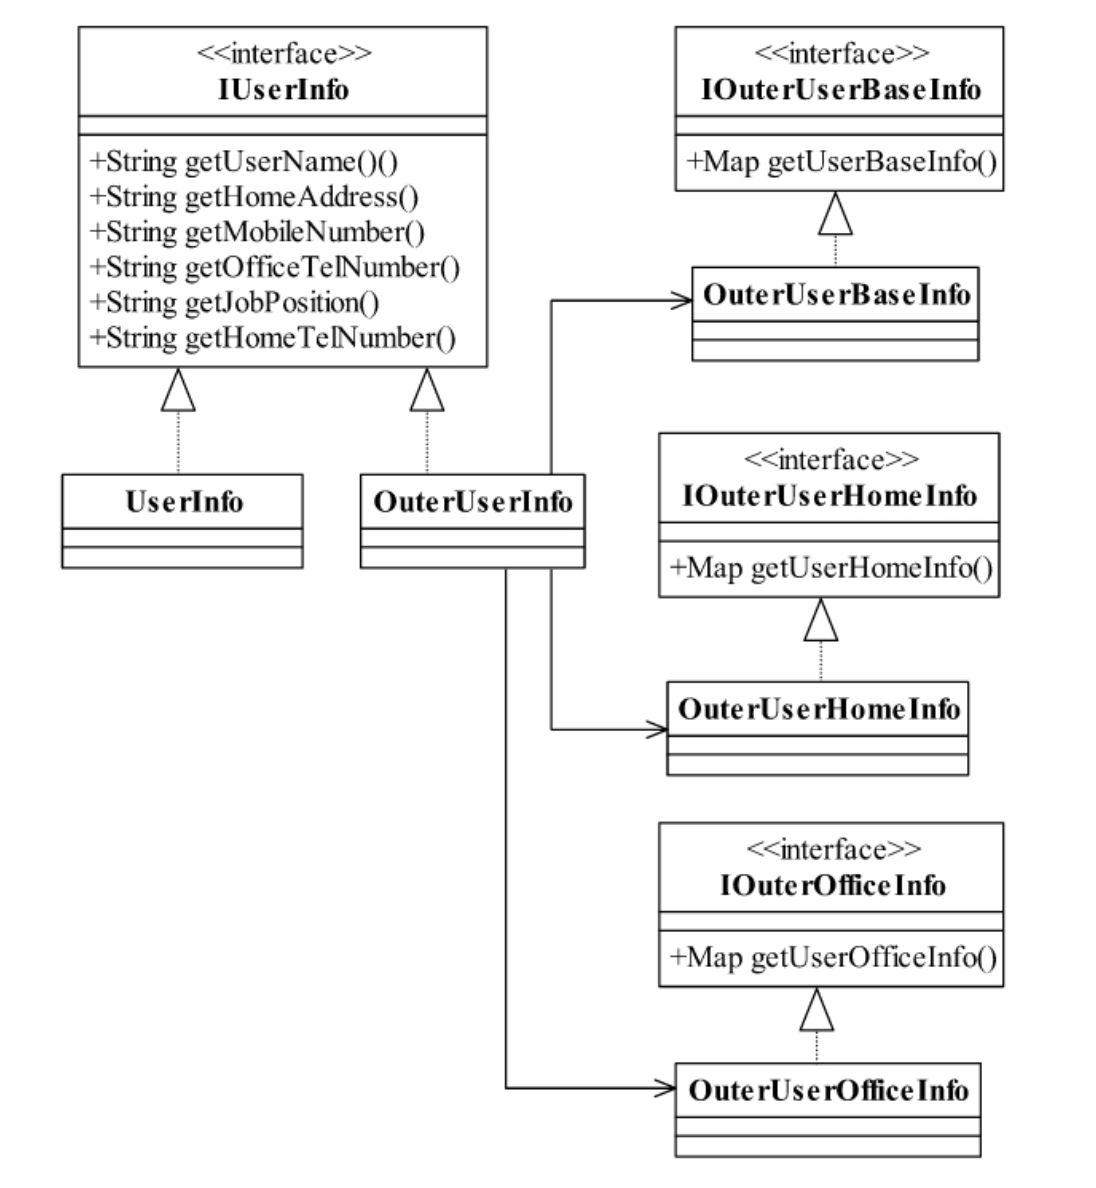 <<interface>>
IUserInfo
+String getUserName()()
+String getHomeAddress()
+String getMobileNumber()
+String getOfficeTelNumber()
+String getJobPosition()
+String getHomeTelNumber()
UserInfo
OuterUserInfo
<<interface>>
IOuterUserBaseInfo
+Map getUserBaseInfo()
OuterUserBaseInfo
<<interface>>
IOuterUserHomeInfo
+Map getUserHomeInfo()
OuterUserHomeInfo
<<interface>>
IOuterOfficeInfo
+Map getUserOfficeInfo()
OuterUserOfficeInfo